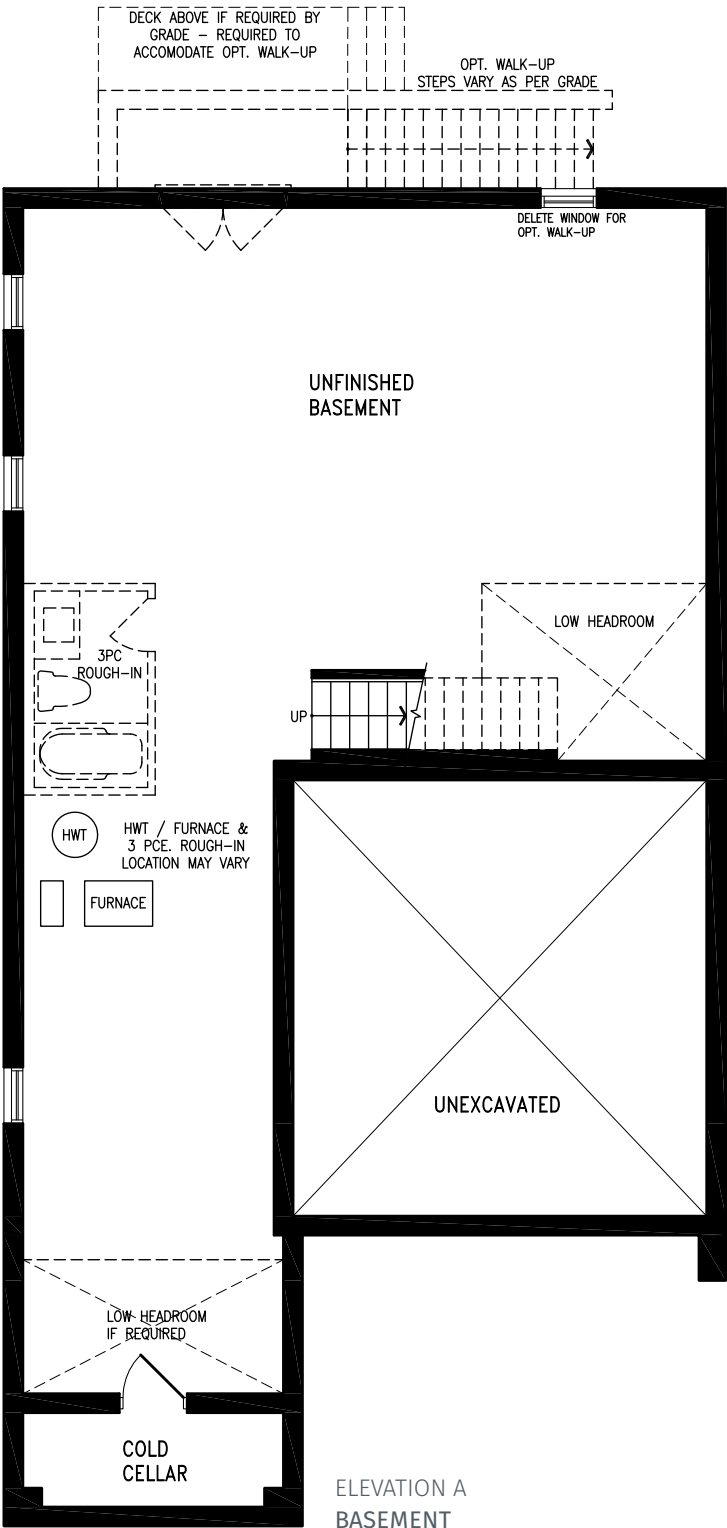 DECK ABOVE IF REQUIRED BY
GRADE – REQUIRED TO
ACCOMODATE OPT. WALK-UP
OPT. WALK-UP
STEPS VARY AS PER GRADE
DELETE WINDOW FOR
OPT. WALK-UP
UNFINISHED
BASEMENT
LOW HEADROOM
3PC
ROUGH-IN
UP
HWT
HWT / FURNACE &
3 PCE. ROUGH-IN
LOCATION MAY VARY
FURNACE
UNEXCAVATED
LOW HEADROOM
IF REQUIRED
COLD
CELLAR
ELEVATION A
BASEMENT